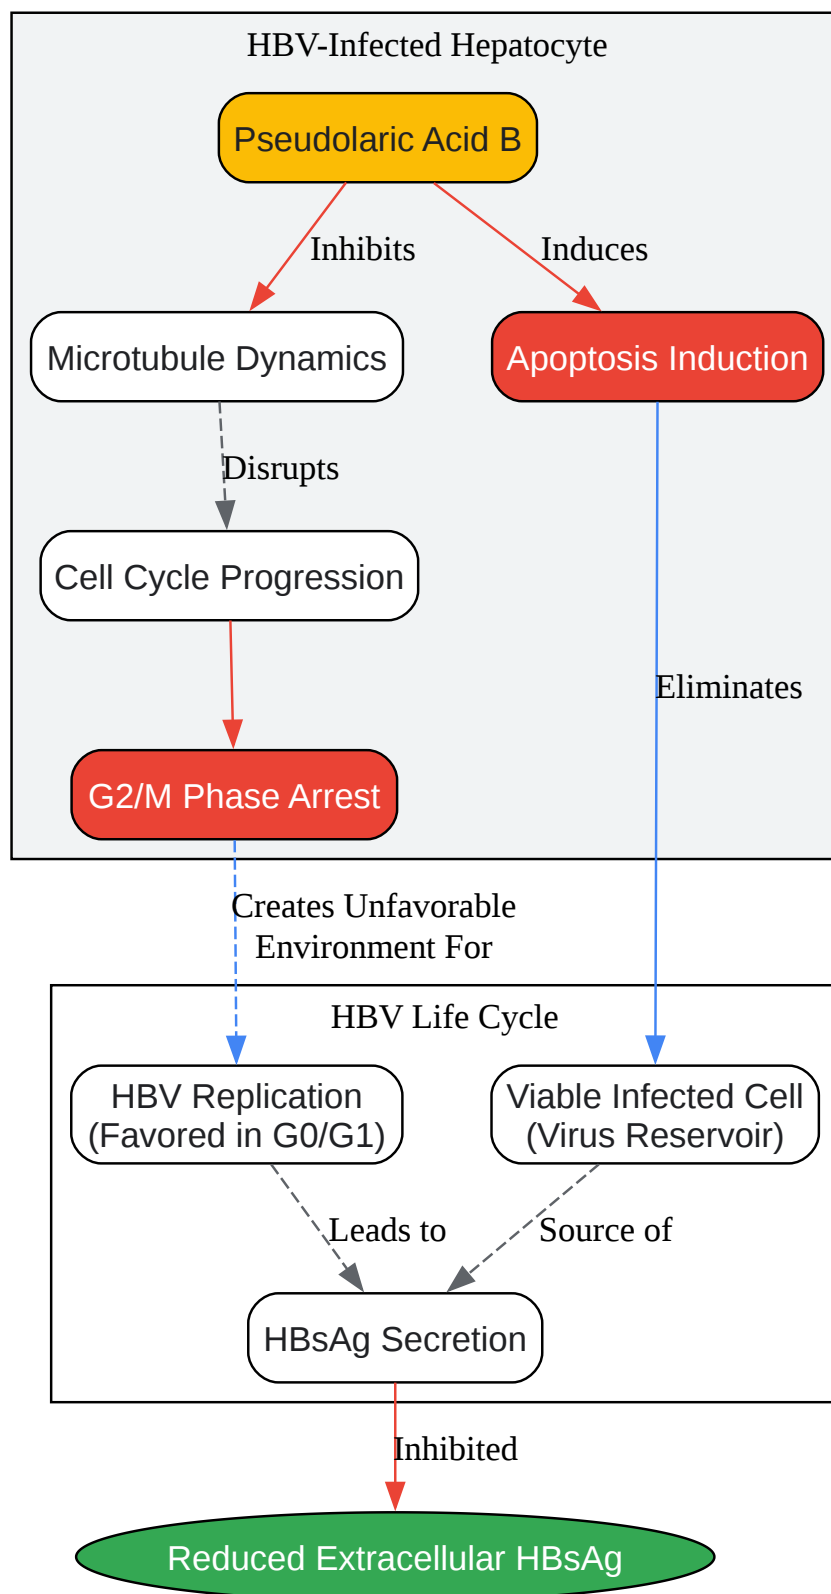 HBV-Infected Hepatocyte
Pseudolaric Acid B
Inhibits
Induces
Microtubule Dynamics
Apoptosis Induction
Disrupts
Cell Cycle Progression
Eliminates
G2/M Phase Arrest
Creates Unfavorable
Environment For
HBV Life Cycle
HBV Replication
(Favored in G0/G1)
Viable Infected Cell
(Virus Reservoir)
Leads to
Source of
HBsAg Secretion
Inhibited
Reduced Extracellular HBsAg